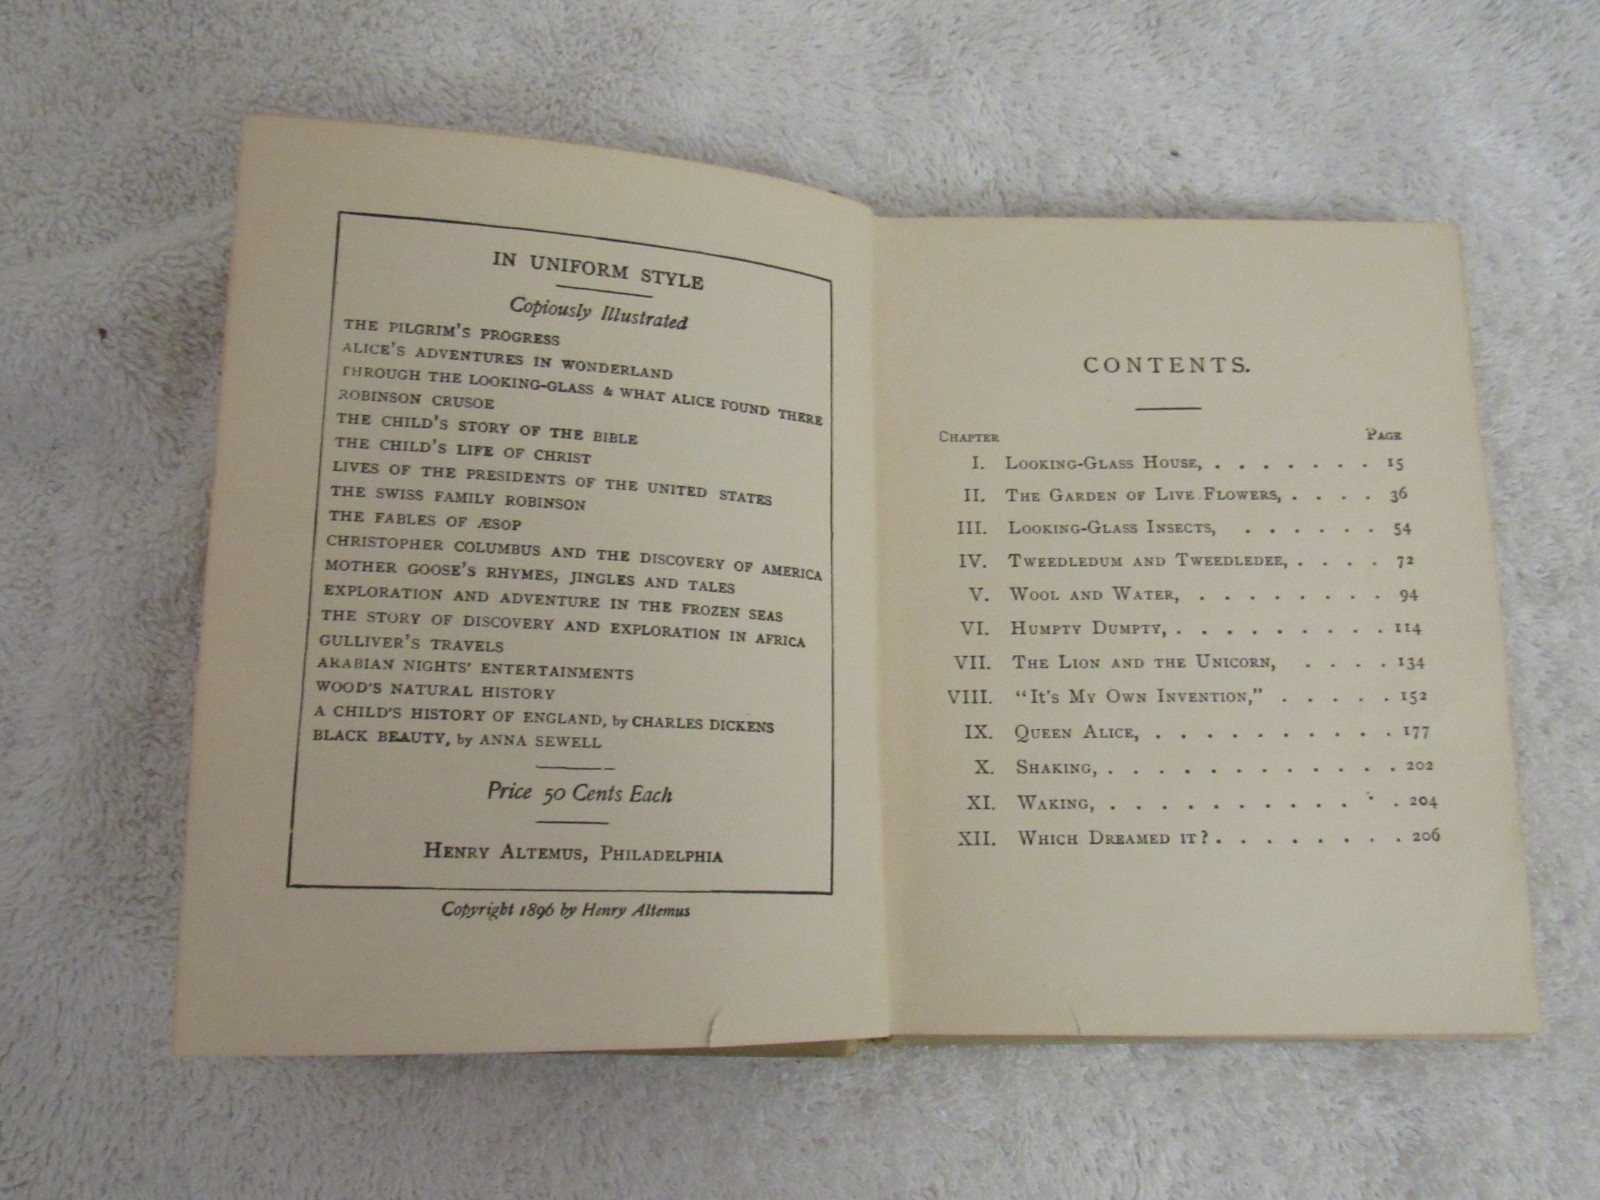 IN UNIFORM STYLE
Copiously Illustrated
THE PILGRIM'S PROGRESS
ALICE'S ADVENTURES IN WONDERLAND
THROUGH THE LOOKING-GLASS & WHAT ALICE FOUND THERE
ROBINSON CRUSOE
THE CHILD'S STORY OF THE BIBLE
THE CHILD'S LIFE OF CHRIST
LIVES OF THE PRESIDENTS OF THE UNITED STATES
THE SWISS FAMILY ROBINSON
THE FABLES OF ÆSOP
CHRISTOPHER COLUMBUS AND THE DISCOVERY OF AMERICA
MOTHER GOOSE'S RHYMES, JINGLES AND TALES
EXPLORATION AND ADVENTURE IN THE FROZEN SEAS
THE STORY OF DISCOVERY AND EXPLORATION IN AFRICA
GULLIVER'S TRAVELS
ARABIAN NIGHTS' ENTERTAINMENTS
WOOD'S NATURAL HISTORY
A CHILD'S HISTORY OF ENGLAND, by CHARLES DICKENS
BLACK BEAUTY, by ANNA SEWELL
Price 50 Cents Each
HENRY ALTEMUS, PHILADELPHIA
Copyright 1896 by Henry Altemus
CONTENTS.
CHAPTER PAGE
I. LOOKING-GLASS HOUSE, . . . . . . . 15
II. THE GARDEN OF LIVE FLOWERS, . . . . 36
III. LOOKING-GLASS INSECTS, . . . . . . 54
IV. TWEEDLEDUM AND TWEEDLEDEE, . . . . 72
V. WOOL AND WATER, . . . . . . . . 94
VI. HUMPTY DUMPTY, . . . . . . . . . 114
VII. THE LION AND THE UNICORN, . . . . 134
VIII. "IT'S MY OWN INVENTION," . . . . . 152
IX. QUEEN ALICE, . . . . . . . . . . 177
X. SHAKING, . . . . . . . . . . . . 202
XI. WAKING, . . . . . . . . . . . . 204
XII. WHICH DREAMED IT? . . . . . . . . 206